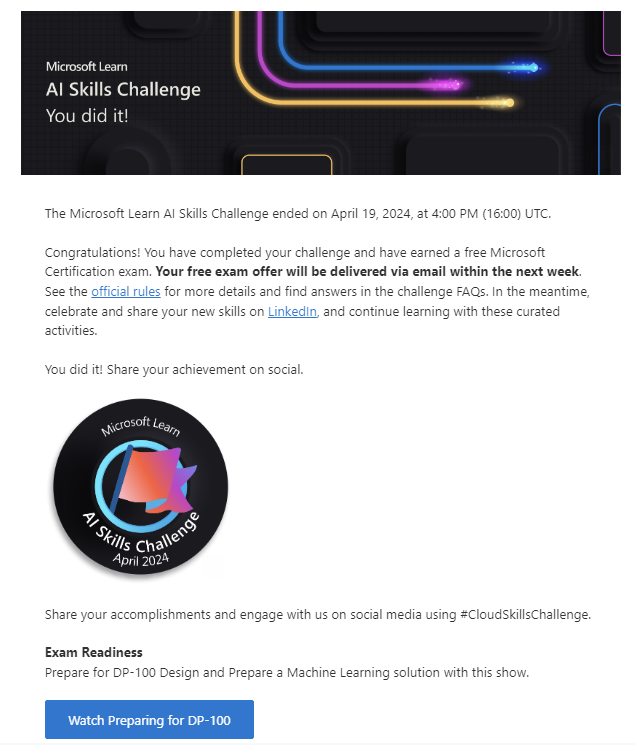 Microsoft Learn
AI Skills Challenge
You did it!
The Microsoft Learn AI Skills Challenge ended on April 19, 2024, at 4:00 PM (16:00) UTC.
Congratulations! You have completed your challenge and have earned a free Microsoft
Certification exam. Your free exam offer will be delivered via email within the next week.
See the official rules for more details and find answers in the challenge FAQs. In the meantime,
celebrate and share your new skills on LinkedIn, and continue learning with these curated
activities.
You did it! Share your achievement on social.
Microsoft Learn
AI Skills Challenge
April 2024
Share your accomplishments and engage with us on social media using #CloudSkillsChallenge.
Exam Readiness
Prepare for DP-100 Design and Prepare a Machine Learning solution with this show.
Watch Preparing for DP-100